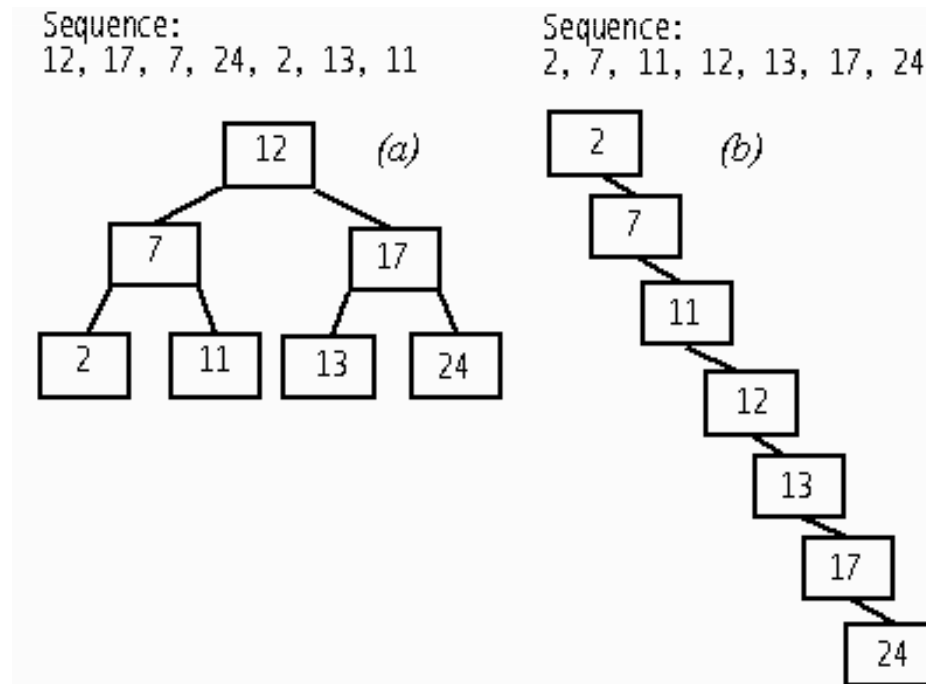 Sequence:
12, 17, 7, 24, 2, 13, 11
(a)
12
7
17
2
11
13
24
Sequence:
2, 7, 11, 12, 13, 17, 24
(b)
2
7
11
12
13
17
24